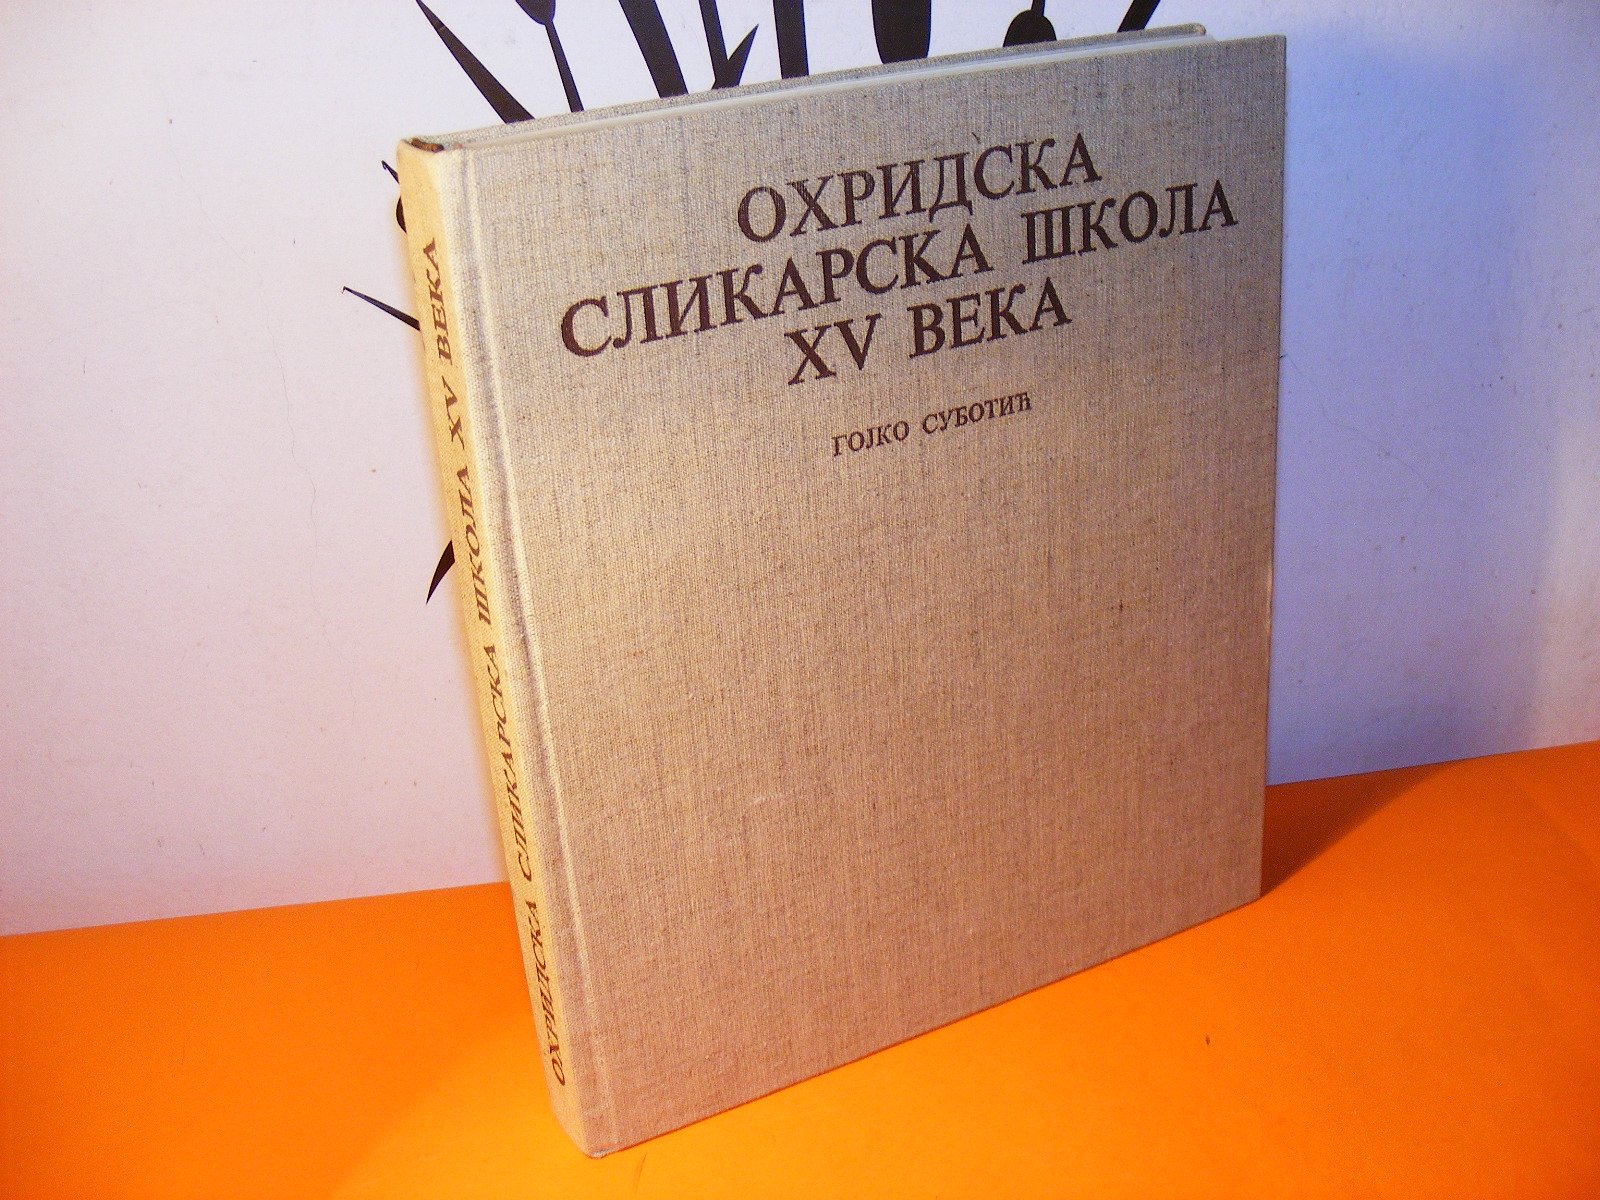 ОХРИДСКА
СЛИКАРСКА ШКОЛА
XV ВЕКА
ГОЈКО СУБОТИЋ
ОХРИДСКА СЛИКАРСКА ШКОЛА XV ВЕКА